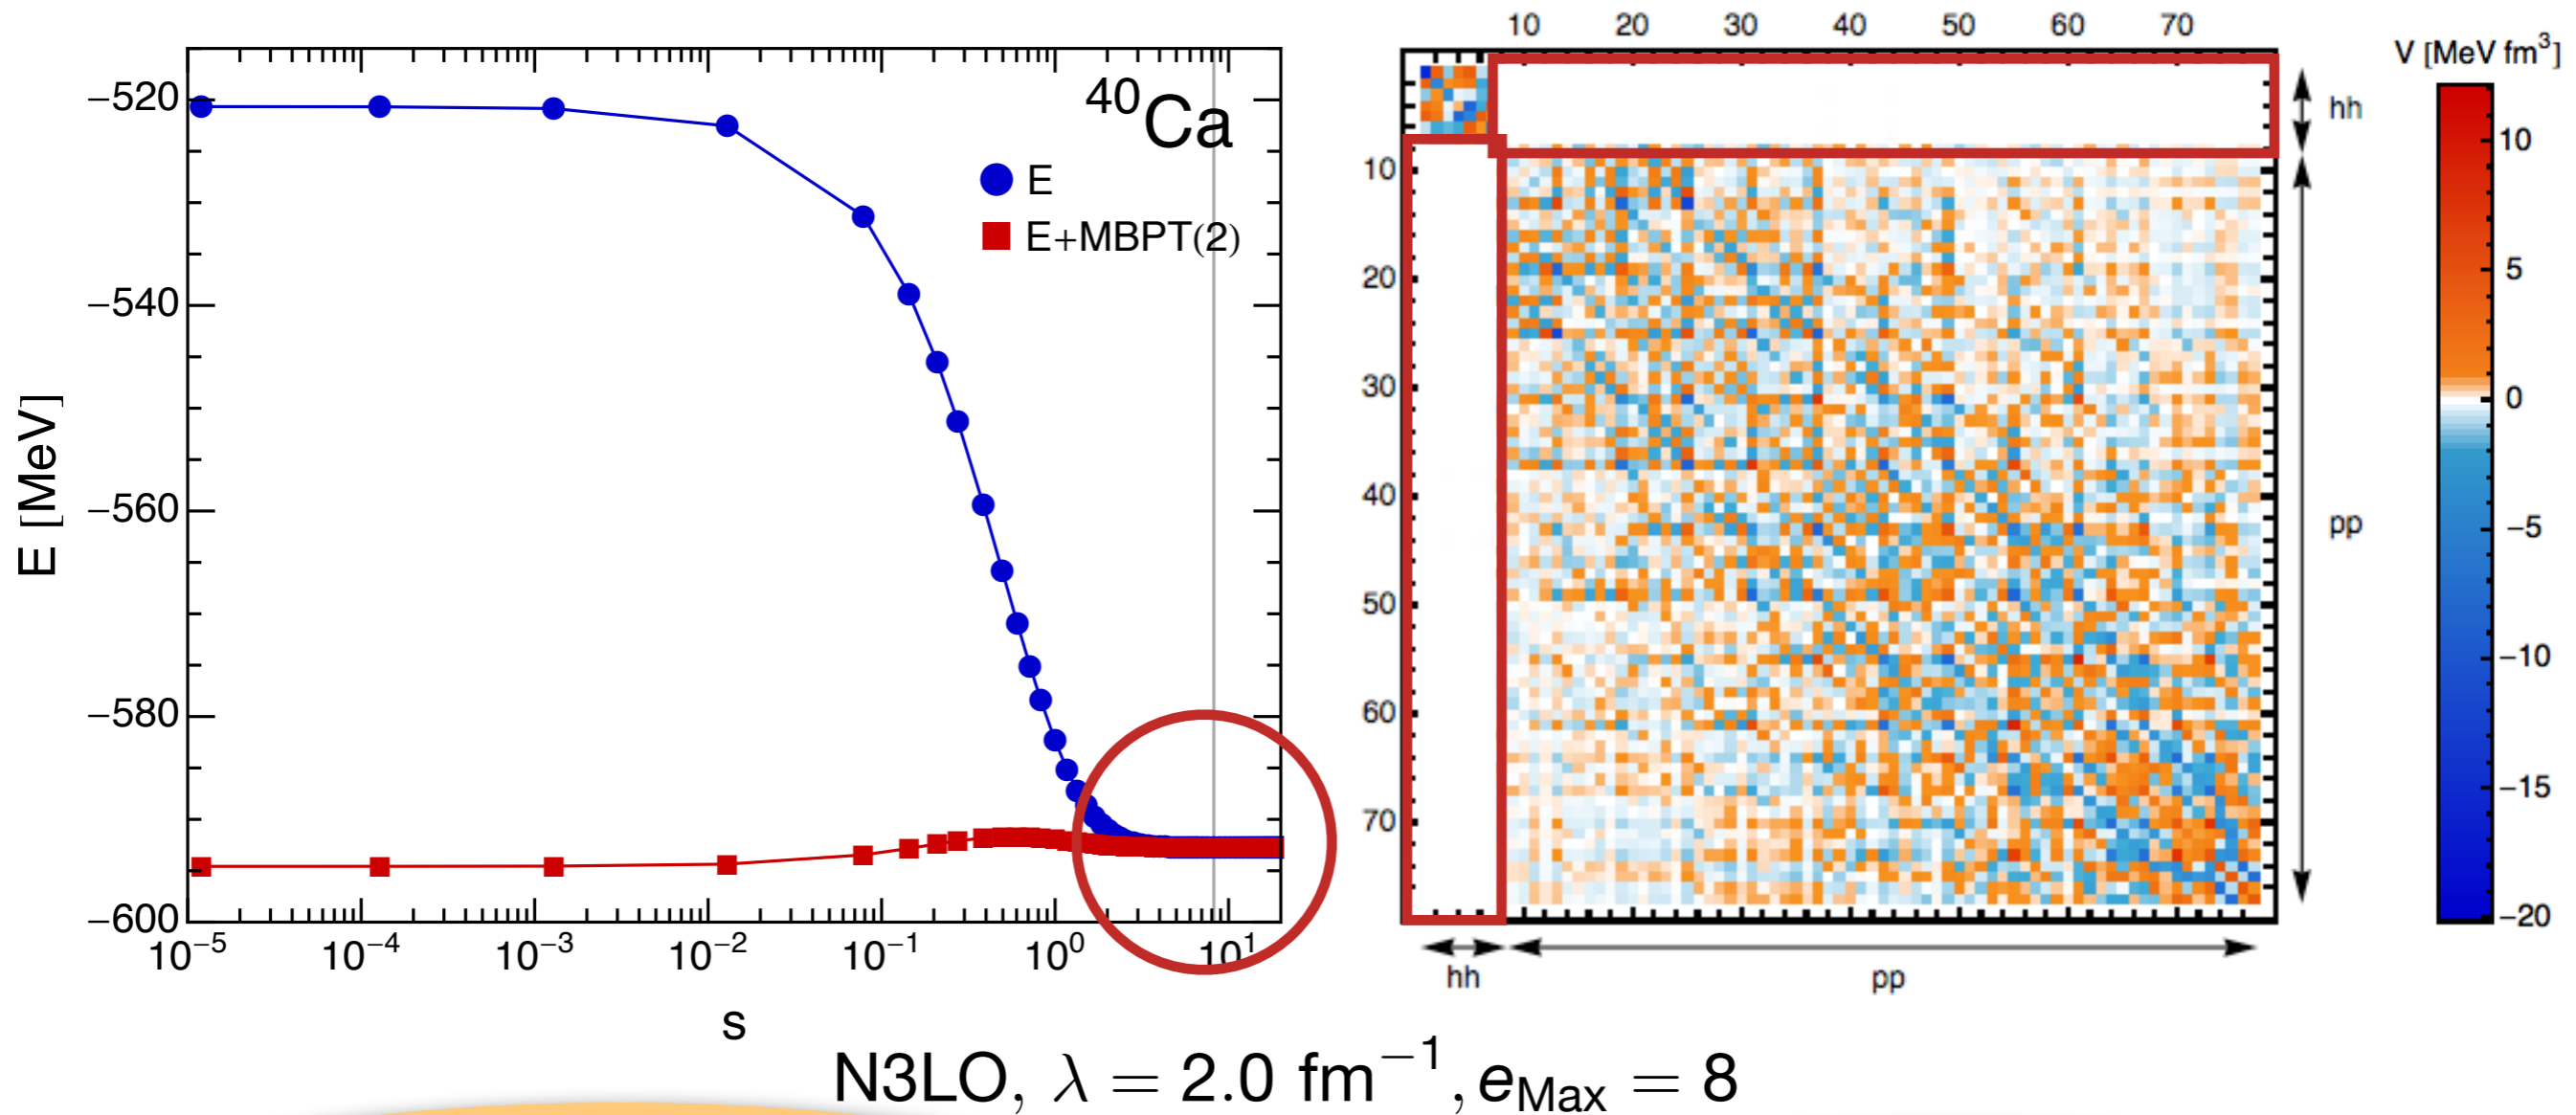 E [MeV]
−520
−540
−560
−580
−600
10−5
10−4
10−3
10−2
10−1
100
101
s
40Ca
E
E+MBPT(2)
10 20 30 40 50 60 70
10
20
30
40
50
60
70
hh
pp
hh
pp
V [MeV fm3]
10
5
0
−5
−10
−15
−20
N3LO, λ = 2.0 fm−1, eMax = 8